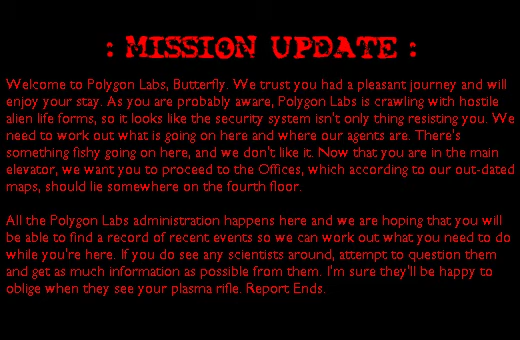 : MISSION UPDATE :
Welcome to Polygon Labs, Butterfly. We trust you had a pleasant journey and will
enjoy your stay. As you are probably aware, Polygon Labs is crawling with hostile
alien life forms, so it looks like the security system isn't only thing resisting you. We
need to work out what is going on here and where our agents are. There's
something fishy going on here, and we don't like it. Now that you are in the main
elevator, we want you to proceed to the Offices, which according to our out-dated
maps, should lie somewhere on the fourth floor.
All the Polygon Labs administration happens here and we are hoping that you will
be able to find a record of recent events so we can work out what you need to do
while you're here. If you do see any scientists around, attempt to question them
and get as much information as possible from them. I'm sure they'll be happy to
oblige when they see your plasma rifle. Report Ends.